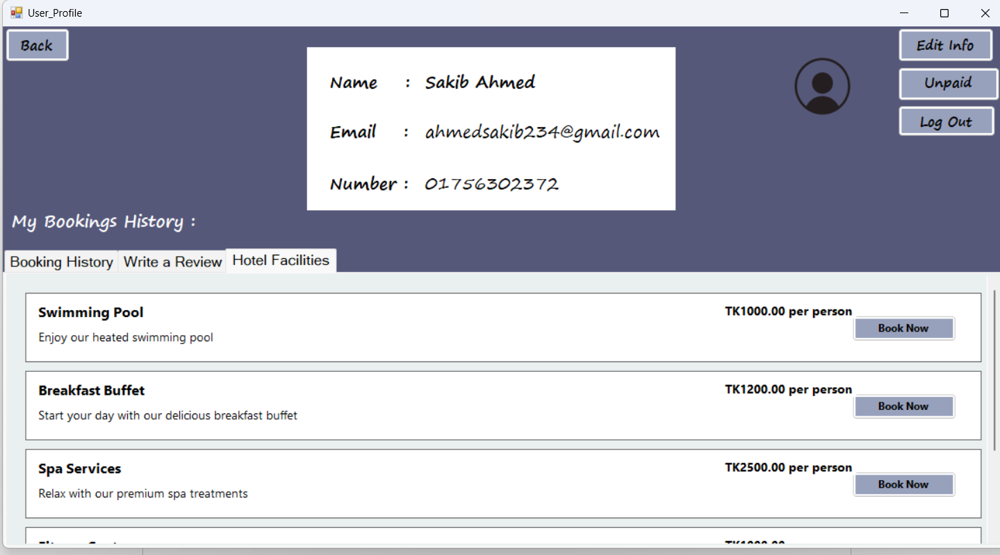 User_Profile
Back
Edit Info
Name : Sakib Ahmed
Unpaid
Log Out
Email : ahmedsakib234@gmail.com
Number : 01756302372
My Bookings History :
Booking History Write a Review Hotel Facilities
Swimming Pool TK1000.00 per person
Book Now
Enjoy our heated swimming pool
Breakfast Buffet TK1200.00 per person
Book Now
Start your day with our delicious breakfast buffet
Spa Services TK2500.00 per person
Book Now
Relax with our premium spa treatments